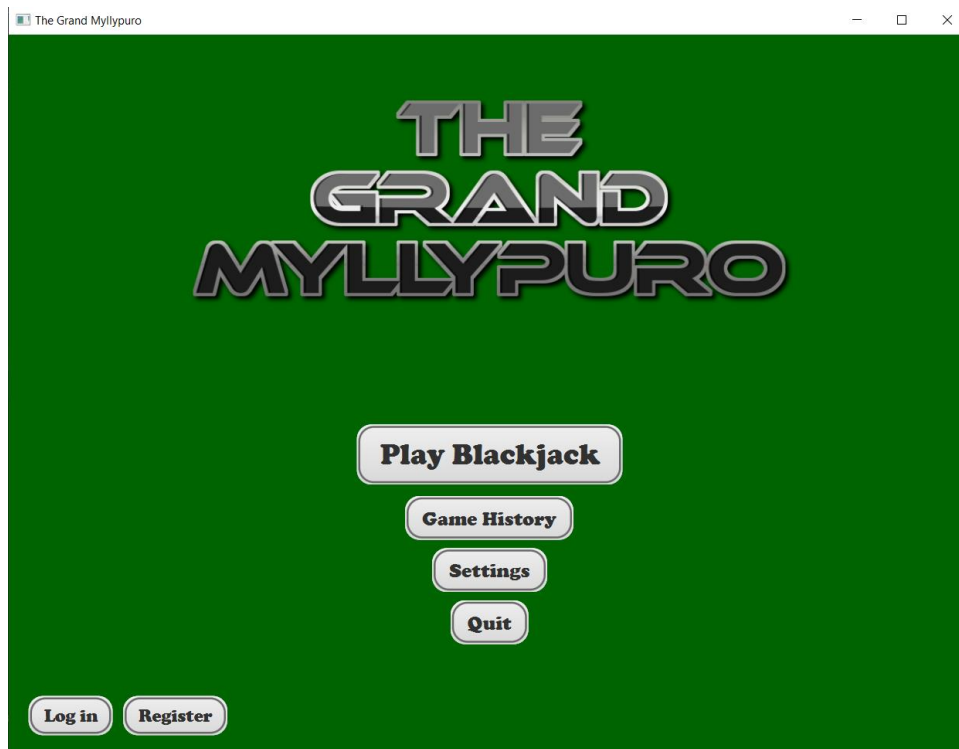 The Grand Myllypuro
THE
GRAND
MYLLYPURO
Play Blackjack
Game History
Settings
Quit
Log in Register